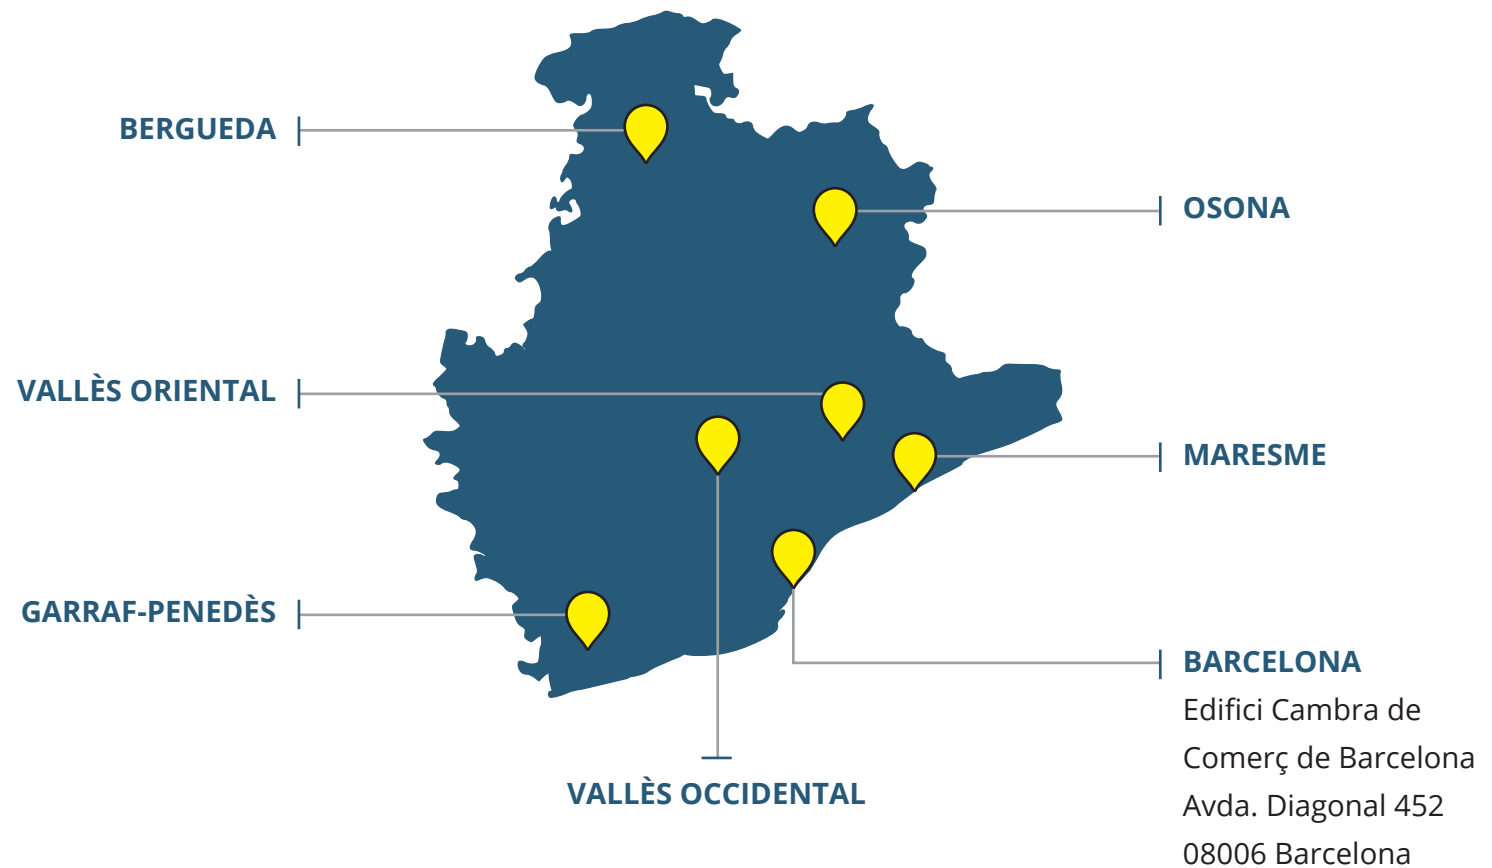 BERGUEDA
OSONA
VALLÈS ORIENTAL
MARESME
GARRAF-PENEDÈS
BARCELONA
Edifici Cambra de
Comerç de Barcelona
Avda. Diagonal 452
08006 Barcelona
VALLÈS OCCIDENTAL